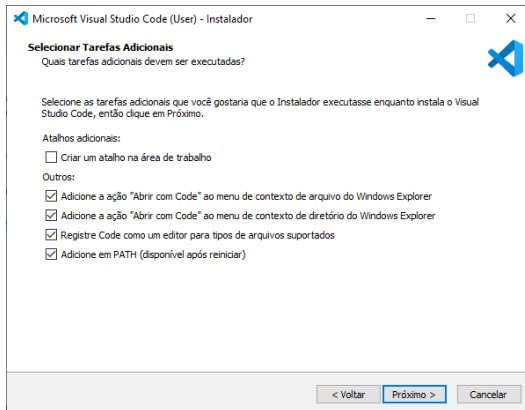 Microsoft Visual Studio Code (User) - Instalador
Selecionar Tarefas Adicionais
Quais tarefas adicionais devem ser executadas?
Selecione as tarefas adicionais que você gostaria que o Instalador executasse enquanto instala o Visual
Studio Code, então clique em Próximo.
Atalhos adicionais:
Criar um atalho na área de trabalho
Outros:
Adicione a ação "Abrir com Code" ao menu de contexto de arquivo do Windows Explorer
Adicione a ação "Abrir com Code" ao menu de contexto de diretório do Windows Explorer
Registre Code como um editor para tipos de arquivos suportados
Adicione em PATH (disponível após reiniciar)
< Voltar Próximo > Cancelar